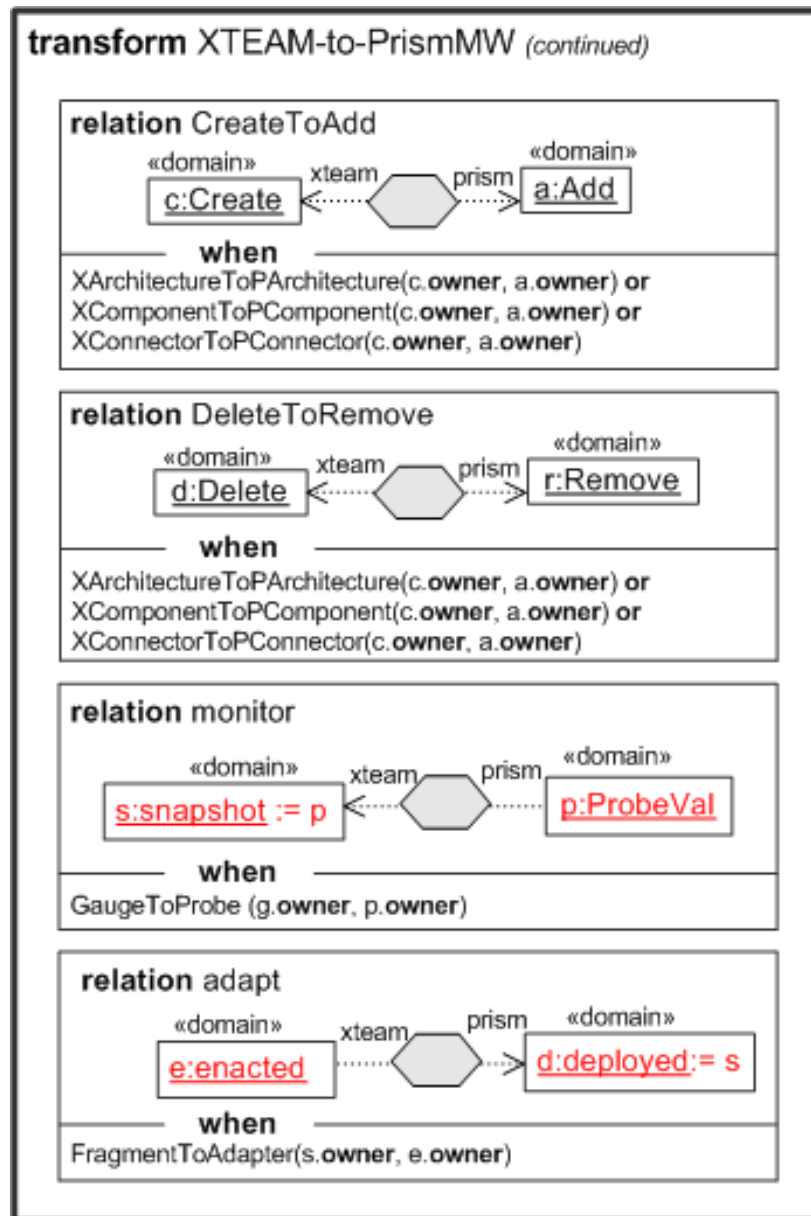 transform XTEAM-to-PrismMW (continued)
relation CreateToAdd
«domain»
«domain»
xteam
prism
c:Create
a:Add
when
XArchitectureToPArchitecture(c.owner, a.owner) or
XComponentToPComponent(c.owner, a.owner) or
XConnectorToPConnector(c.owner, a.owner)
relation DeleteToRemove
«domain»
«domain»
xteam
prism
d:Delete
r:Remove
when
XArchitectureToPArchitecture(c.owner, a.owner) or
XComponentToPComponent(c.owner, a.owner) or
XConnectorToPConnector(c.owner, a.owner)
relation monitor
«domain»
«domain»
xteam
prism
s:snapshot := p
p:ProbeVal
when
GaugeToProbe (g.owner, p.owner)
relation adapt
«domain»
«domain»
xteam
prism
e:enacted
d:deployed:= s
when
FragmentToAdapter(s.owner, e.owner)